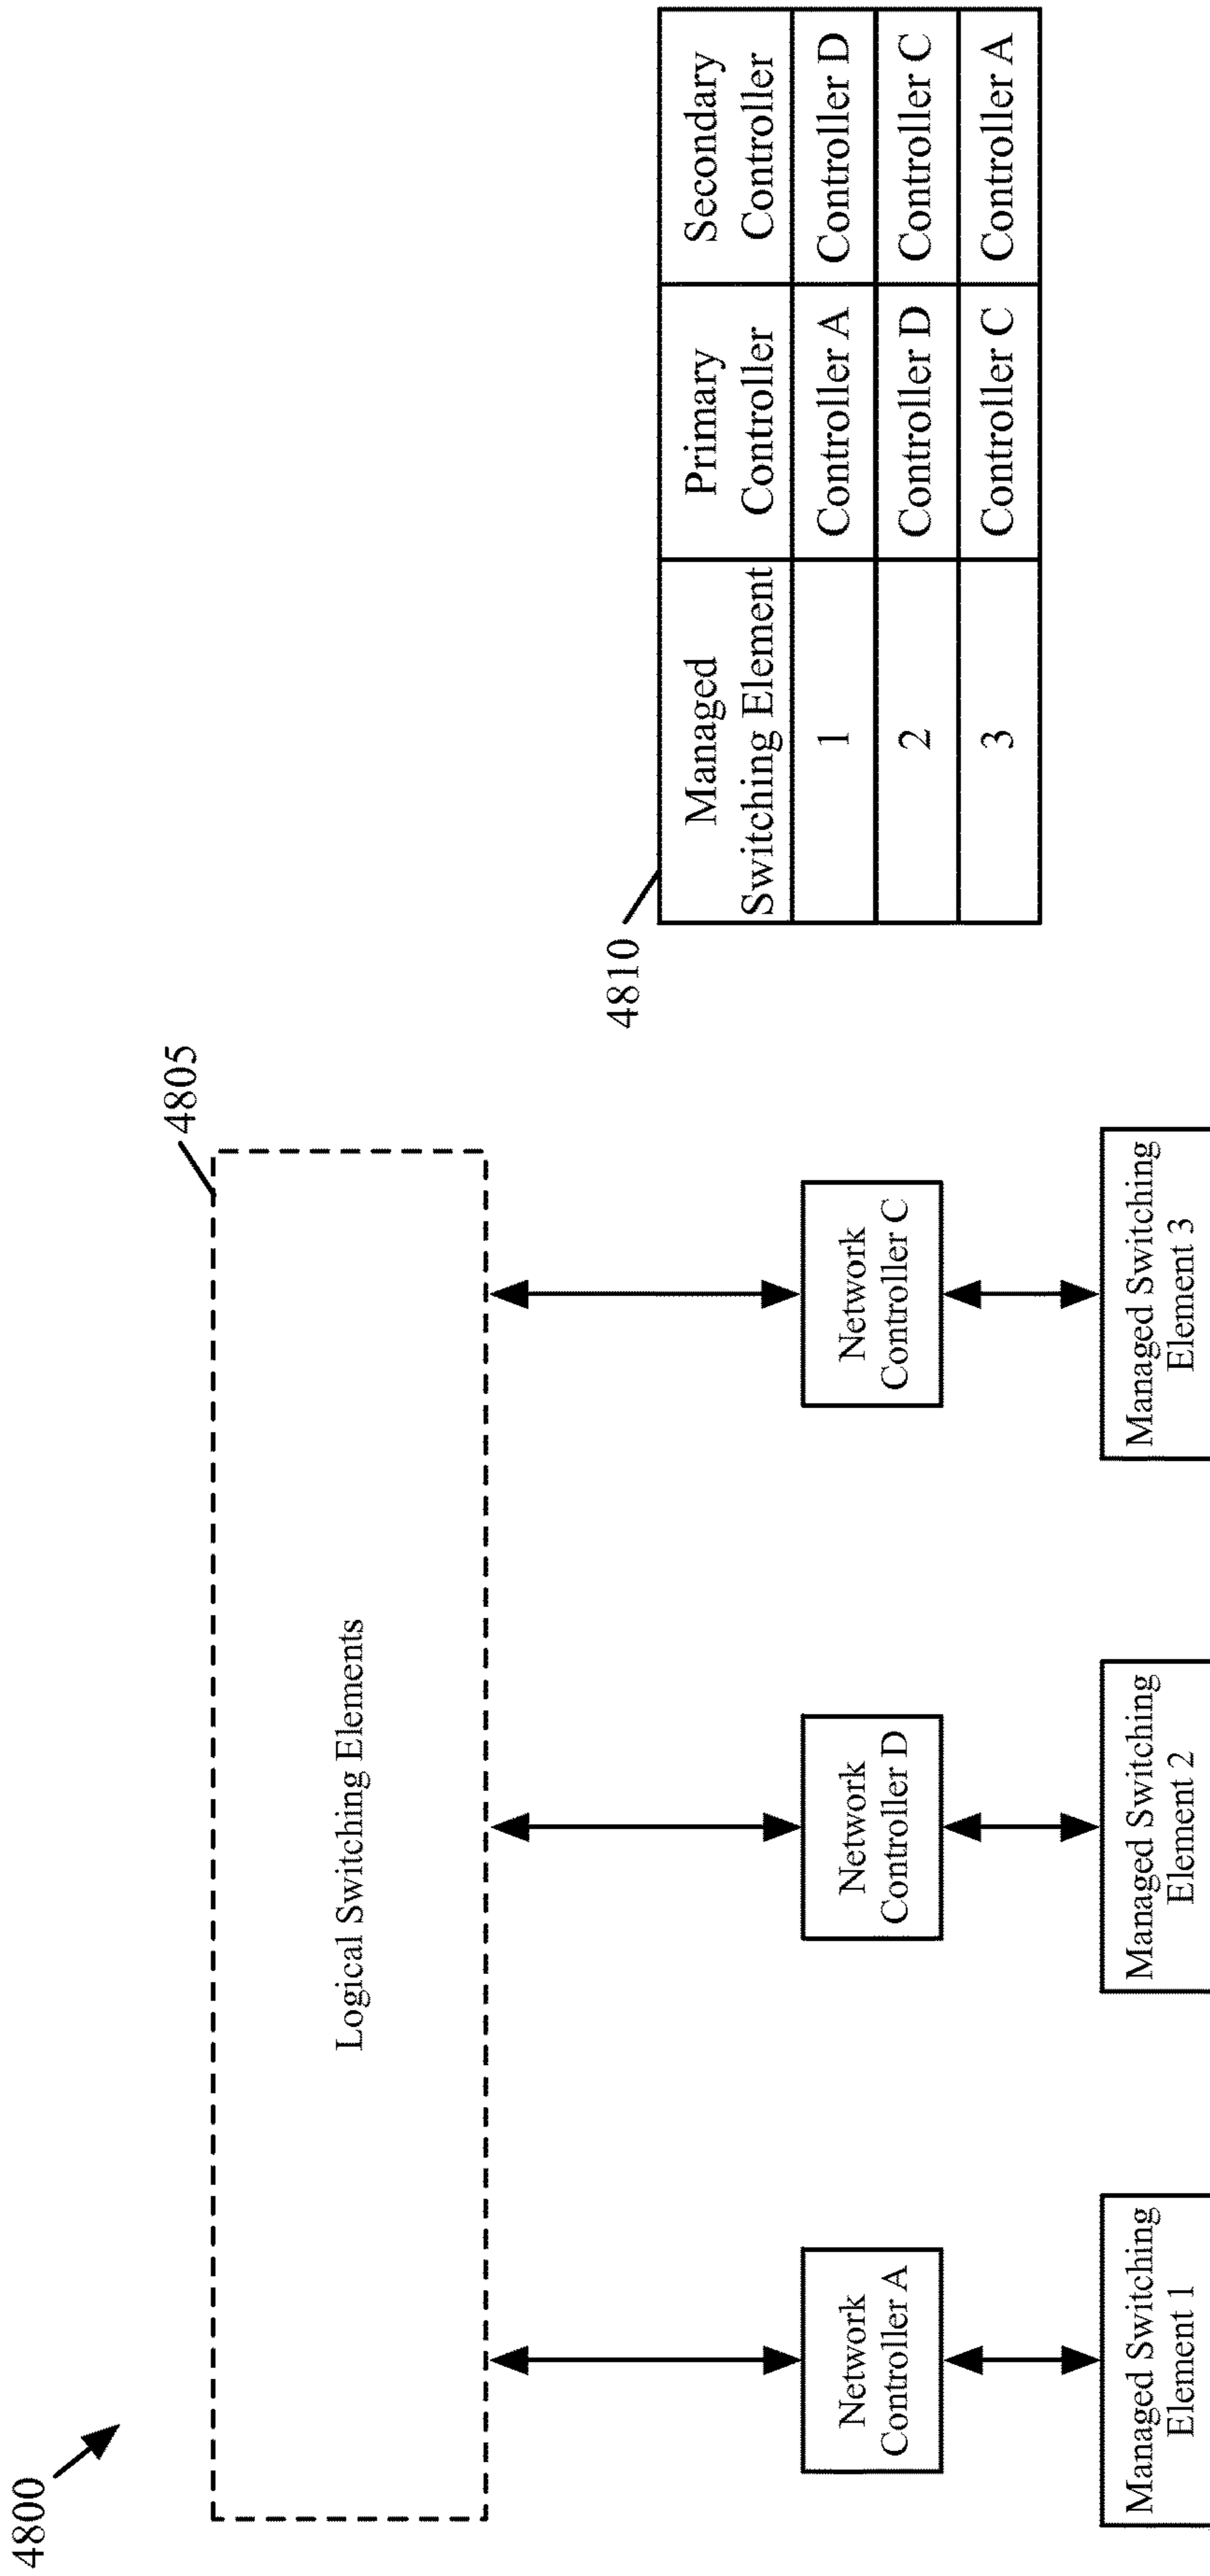 4800
4805
Logical Switching Elements
Network
Controller A
Network
Controller D
Network
Controller C
Managed Switching
Element 1
Managed Switching
Element 2
Managed Switching
Element 3
4810
Managed
Switching Element
Primary
Controller
Secondary
Controller
1
Controller A
Controller D
2
Controller D
Controller C
3
Controller C
Controller A